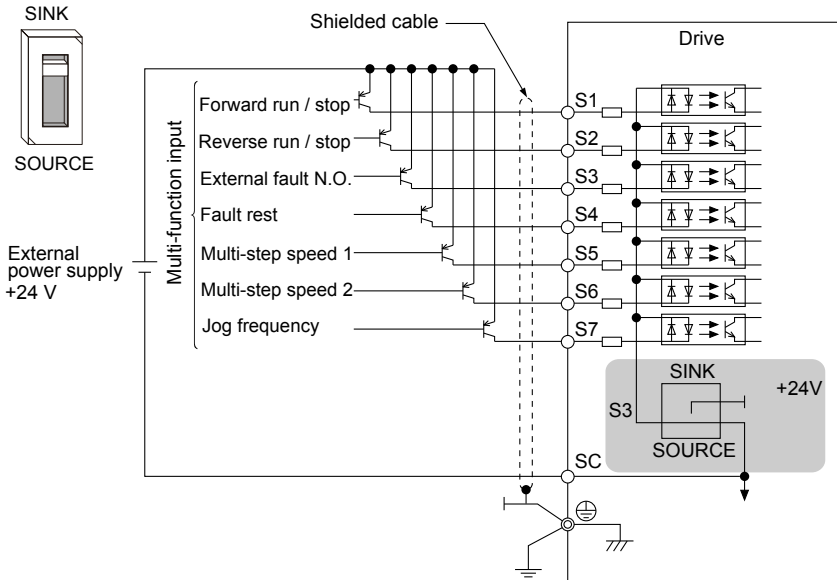 SINK
SOURCE
Shielded cable
Drive
Multi-function input
Forward run / stop
Reverse run / stop
External fault N.O.
Fault rest
Multi-step speed 1
Multi-step speed 2
Jog frequency
External
power supply
+24 V
S1
S2
S3
S4
S5
S6
S7
SINK
+24V
S3
SOURCE
SC